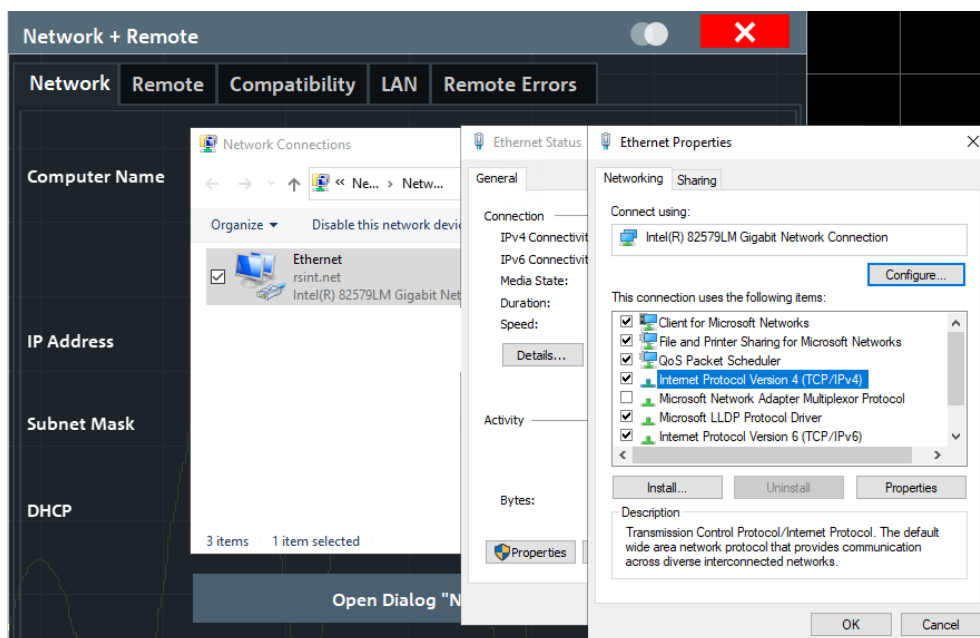 Network + Remote
Network Remote Compatibility LAN Remote Errors
Computer Name
IP Address
Subnet Mask
DHCP
Network Connections
« Ne... › Netw...
Organize Disable this network devi
Ethernet
rsint.net
Intel(R) 82579LM Gigabit Net
3 items 1 item selected
Open Dialog "N
Ethernet Status
General
Connection
IPv4 Connectivit
IPv6 Connectivit
Media State:
Duration:
Speed:
Details...
Activity
Bytes:
Properties
Ethernet Properties
Networking Sharing
Connect using:
Intel(R) 82579LM Gigabit Network Connection
Configure...
This connection uses the following items:
Client for Microsoft Networks
File and Printer Sharing for Microsoft Networks
QoS Packet Scheduler
Internet Protocol Version 4 (TCP/IPv4)
Microsoft Network Adapter Multiplexor Protocol
Microsoft LLDP Protocol Driver
Internet Protocol Version 6 (TCP/IPv6)
Install... Uninstall Properties
Description
Transmission Control Protocol/Internet Protocol. The default
wide area network protocol that provides communication
across diverse interconnected networks.
OK Cancel